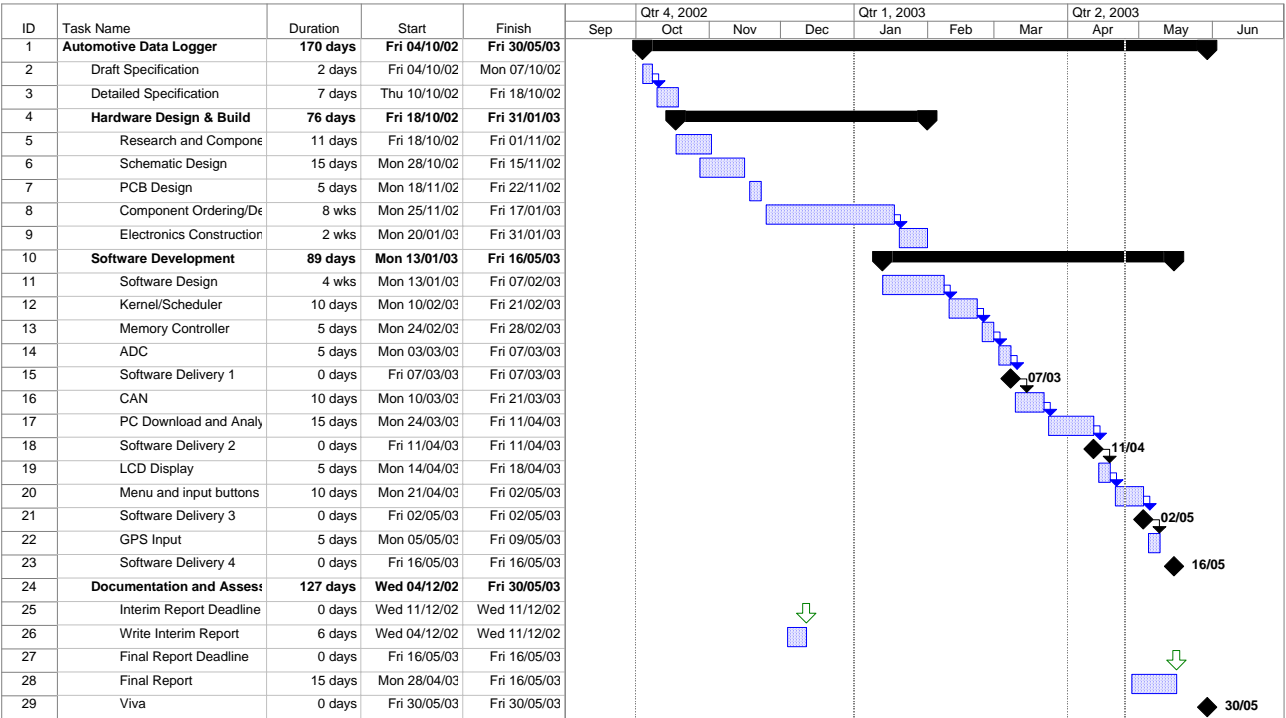 Qtr 4, 2002 Qtr 1, 2003 Qtr 2, 2003
ID Task Name Duration Start Finish Sep Oct Nov Dec Jan Feb Mar Apr May Jun
1 Automotive Data Logger 170 days Fri 04/10/02 Fri 30/05/03
2 Draft Specification 2 days Fri 04/10/02 Mon 07/10/02
3 Detailed Specification 7 days Thu 10/10/02 Fri 18/10/02
4 Hardware Design & Build 76 days Fri 18/10/02 Fri 31/01/03
5 Research and Compone 11 days Fri 18/10/02 Fri 01/11/02
6 Schematic Design 15 days Mon 28/10/02 Fri 15/11/02
7 PCB Design 5 days Mon 18/11/02 Fri 22/11/02
8 Component Ordering/De 8 wks Mon 25/11/02 Fri 17/01/03
9 Electronics Construction 2 wks Mon 20/01/03 Fri 31/01/03
10 Software Development 89 days Mon 13/01/03 Fri 16/05/03
11 Software Design 4 wks Mon 13/01/03 Fri 07/02/03
12 Kernel/Scheduler 10 days Mon 10/02/03 Fri 21/02/03
13 Memory Controller 5 days Mon 24/02/03 Fri 28/02/03
14 ADC 5 days Mon 03/03/03 Fri 07/03/03
15 Software Delivery 1 0 days Fri 07/03/03 Fri 07/03/03 07/03
16 CAN 10 days Mon 10/03/03 Fri 21/03/03
17 PC Download and Analy 15 days Mon 24/03/03 Fri 11/04/03
18 Software Delivery 2 0 days Fri 11/04/03 Fri 11/04/03 11/04
19 LCD Display 5 days Mon 14/04/03 Fri 18/04/03
20 Menu and input buttons 10 days Mon 21/04/03 Fri 02/05/03
21 Software Delivery 3 0 days Fri 02/05/03 Fri 02/05/03 02/05
22 GPS Input 5 days Mon 05/05/03 Fri 09/05/03
23 Software Delivery 4 0 days Fri 16/05/03 Fri 16/05/03 16/05
24 Documentation and Assess 127 days Wed 04/12/02 Fri 30/05/03
25 Interim Report Deadline 0 days Wed 11/12/02 Wed 11/12/02
26 Write Interim Report 6 days Wed 04/12/02 Wed 11/12/02
27 Final Report Deadline 0 days Fri 16/05/03 Fri 16/05/03
28 Final Report 15 days Mon 28/04/03 Fri 16/05/03
29 Viva 0 days Fri 30/05/03 Fri 30/05/03 30/05